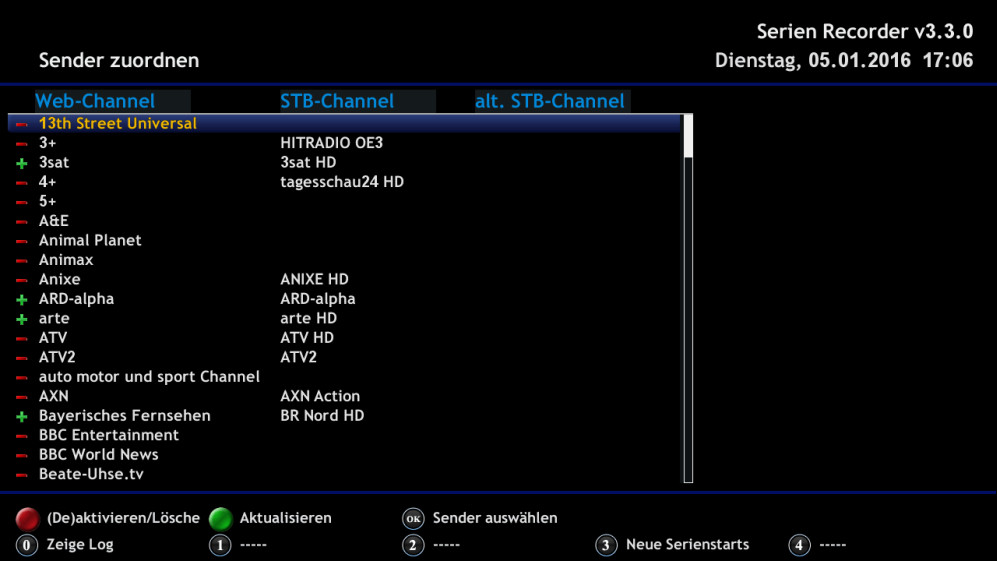 Serien Recorder v3.3.0
Sender zuordnen
Dienstag, 05.01.2016 17:06
Web-Channel STB-Channel alt. STB-Channel
13th Street Universal
3+ HITRADIO OE3
3sat 3sat HD
4+ tagesschau24 HD
5+
A&E
Animal Planet
Animax
Anixe ANIXE HD
ARD-alpha ARD-alpha
arte arte HD
ATV ATV HD
ATV2 ATV2
auto motor und sport Channel
AXN AXN Action
Bayerisches Fernsehen BR Nord HD
BBC Entertainment
BBC World News
Beate-Uhse.tv
(De)aktivieren/Lösche Aktualisieren OK Sender auswählen
0 Zeige Log 1 ----- 2 ----- 3 Neue Serienstarts 4 -----